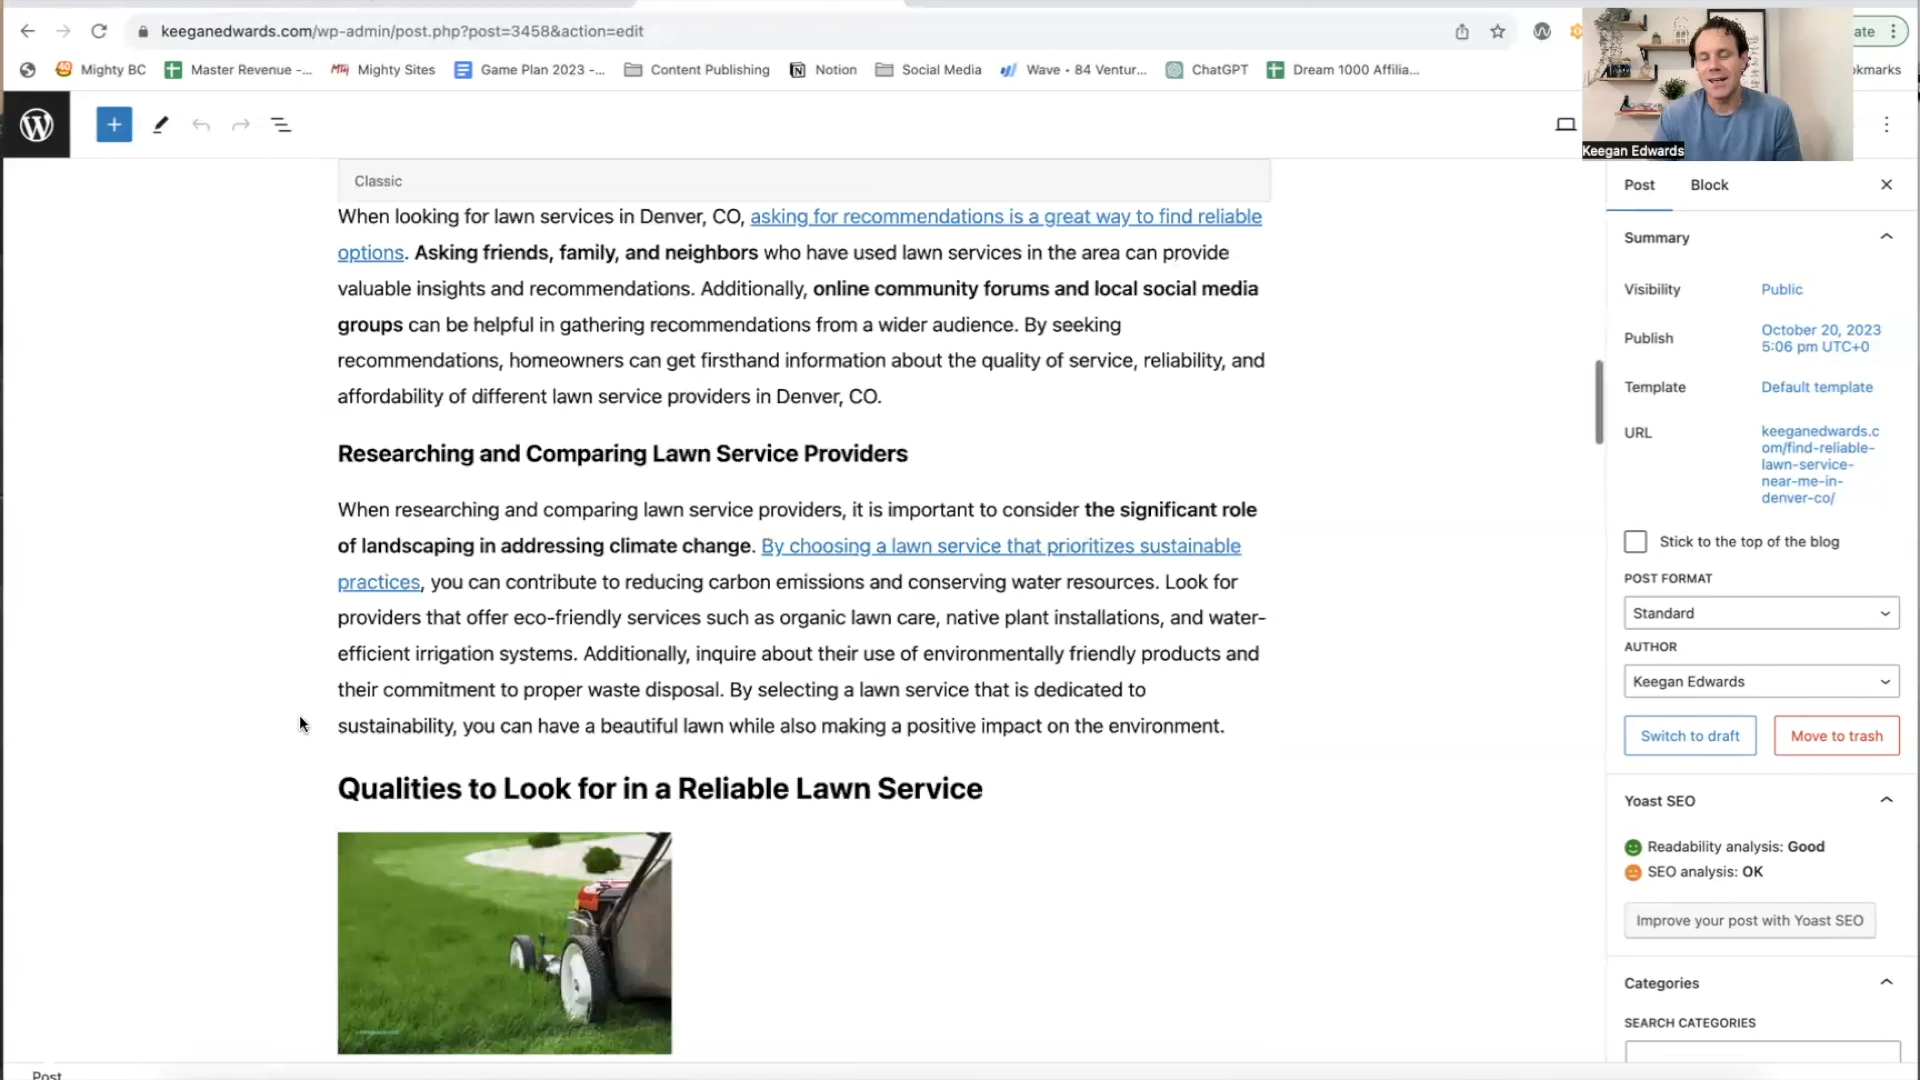 keeganedwards.com/wp-admin/post.php?post=3458&action=edit
ate
Mighty BC
Master Revenue -...
Mighty Sites
Game Plan 2023 -...
Content Publishing
Notion
Social Media
Wave • 84 Ventur...
ChatGPT
Dream 1000 Affilia...
okmarks
Keegan Edwards
Classic
When looking for lawn services in Denver, CO, asking for recommendations is a great way to find reliable
options. Asking friends, family, and neighbors who have used lawn services in the area can provide
valuable insights and recommendations. Additionally, online community forums and local social media
groups can be helpful in gathering recommendations from a wider audience. By seeking
recommendations, homeowners can get firsthand information about the quality of service, reliability, and
affordability of different lawn service providers in Denver, CO.
Researching and Comparing Lawn Service Providers
When researching and comparing lawn service providers, it is important to consider the significant role
of landscaping in addressing climate change. By choosing a lawn service that prioritizes sustainable
practices, you can contribute to reducing carbon emissions and conserving water resources. Look for
providers that offer eco-friendly services such as organic lawn care, native plant installations, and water-
efficient irrigation systems. Additionally, inquire about their use of environmentally friendly products and
their commitment to proper waste disposal. By selecting a lawn service that is dedicated to
sustainability, you can have a beautiful lawn while also making a positive impact on the environment.
Qualities to Look for in a Reliable Lawn Service
Post
Post
Block
Summary
Visibility
Public
Publish
October 20, 2023
5:06 pm UTC+0
Template
Default template
URL
keeganedwards.c
om/find-reliable-
lawn-service-
near-me-in-
denver-co/
Stick to the top of the blog
POST FORMAT
Standard
AUTHOR
Keegan Edwards
Switch to draft
Move to trash
Yoast SEO
Readability analysis: Good
SEO analysis: OK
Improve your post with Yoast SEO
Categories
SEARCH CATEGORIES